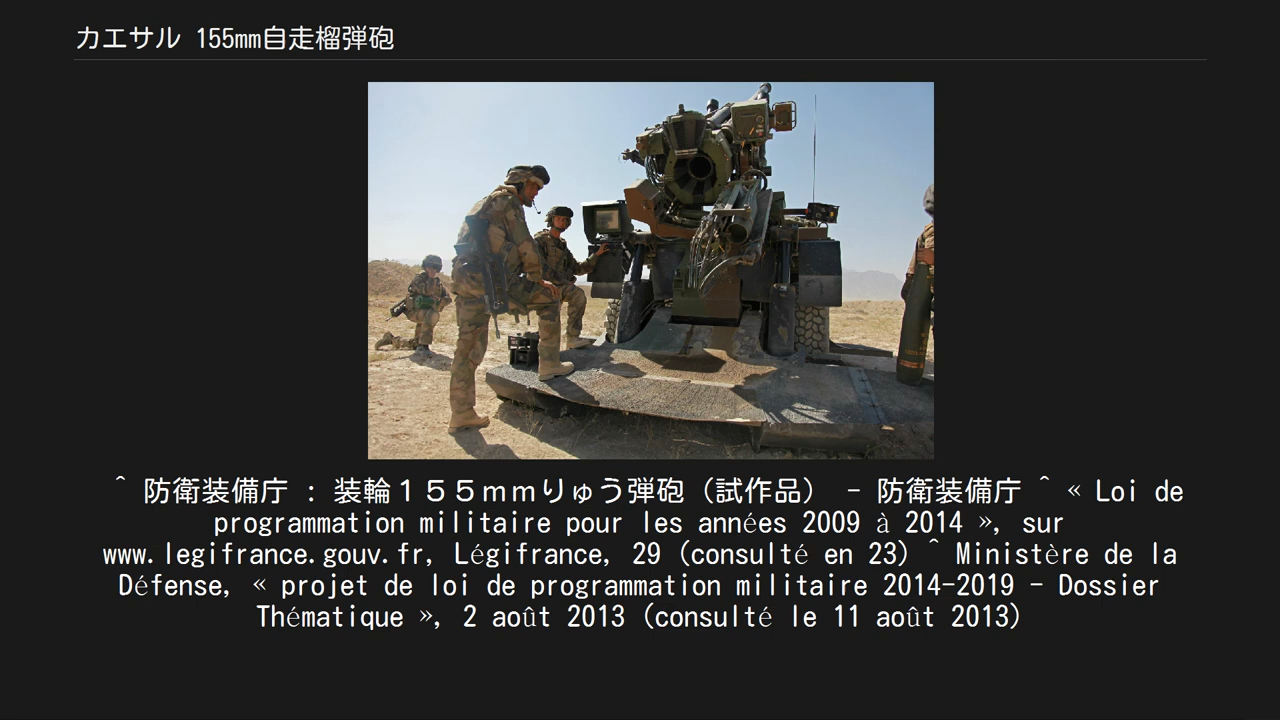 カエサル 155mm自走榴弾砲
^ 防衛装備庁 : 装輪１５５ｍｍりゅう弾砲（試作品） - 防衛装備庁 ^ « Loi de
programmation militaire pour les années 2009 à 2014 », sur
www.legifrance.gouv.fr, Légifrance, 29 (consulté en 23) ^ Ministère de la
Défense, « projet de loi de programmation militaire 2014-2019 - Dossier
Thématique », 2 août 2013 (consulté le 11 août 2013)